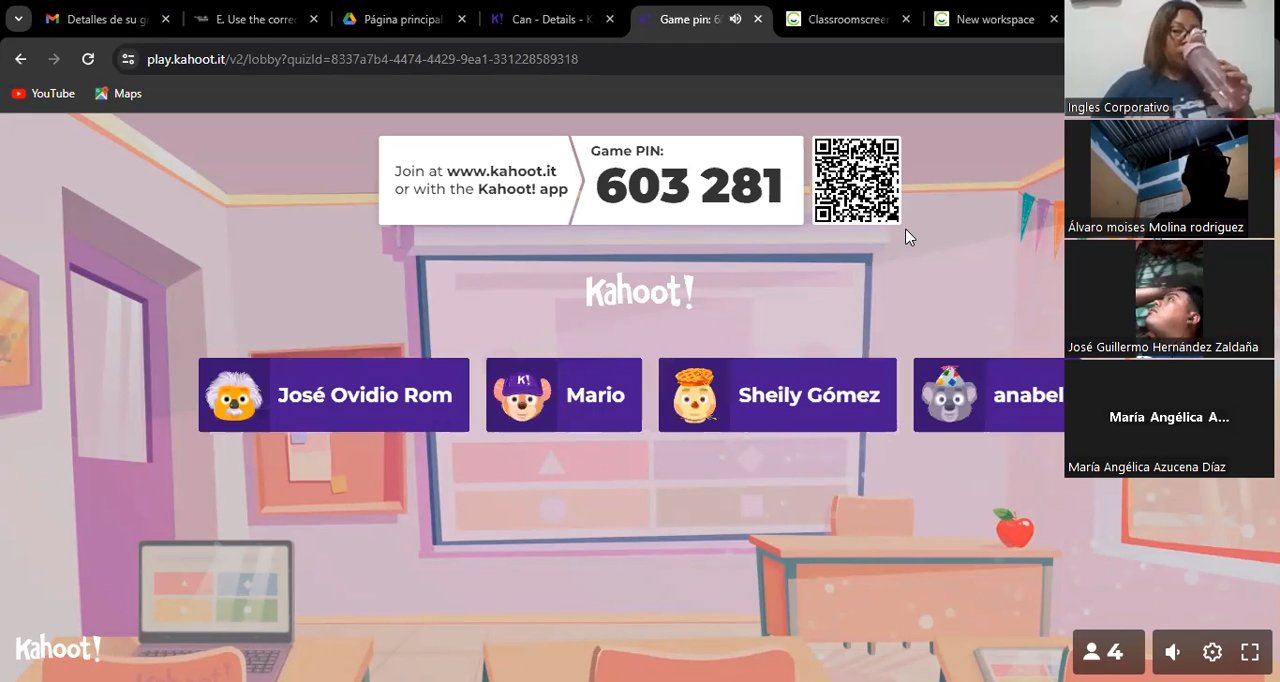 Detalles de su gr
E. Use the corre
Página principal
Can - Details - K
Game pin: 6
Classroomscree
New workspace
play.kahoot.it/v2/lobby?quizId=8337a7b4-4474-4429-9ea1-331228589318
YouTube
Maps
Join at www.kahoot.it
or with the Kahoot! app
Game PIN:
603 281
Kahoot!
José Ovidio Rom
K!
Mario
Sheily Gómez
anabel
Ingles Corporativo
Álvaro moises Molina rodriguez
José Guillermo Hernández Zaldaña
María Angélica A...
María Angélica Azucena Díaz
Kahoot!
4